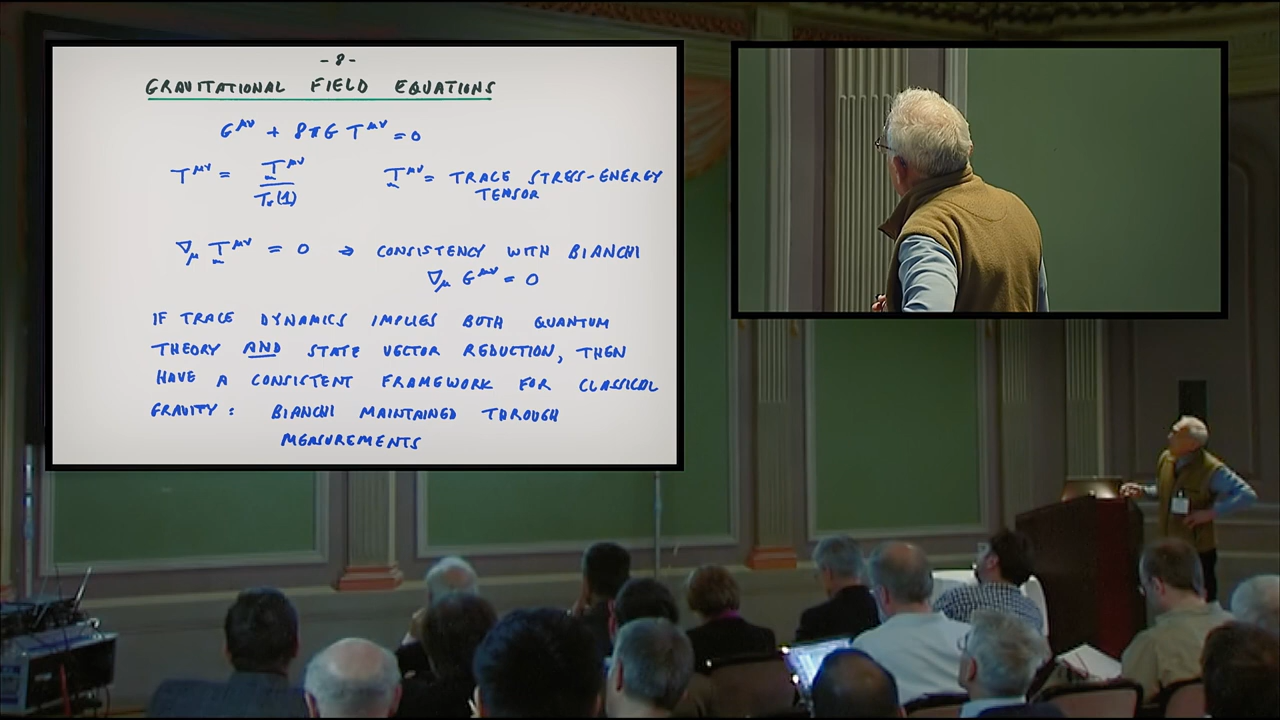 - 8 -
GRAVITATIONAL FIELD EQUATIONS
G^μν + 8πG T^μν = 0
T^μν = T^μν / Tr(1)    T^μν = TRACE STRESS-ENERGY
TENSOR
∇_μ T^μν = 0 → CONSISTENCY WITH BIANCHI
∇_μ G^μν = 0
IF TRACE DYNAMICS IMPLIES BOTH QUANTUM
THEORY AND STATE VECTOR REDUCTION, THEN
HAVE A CONSISTENT FRAMEWORK FOR CLASSICAL
GRAVITY: BIANCHI MAINTAINED THROUGH
MEASUREMENTS